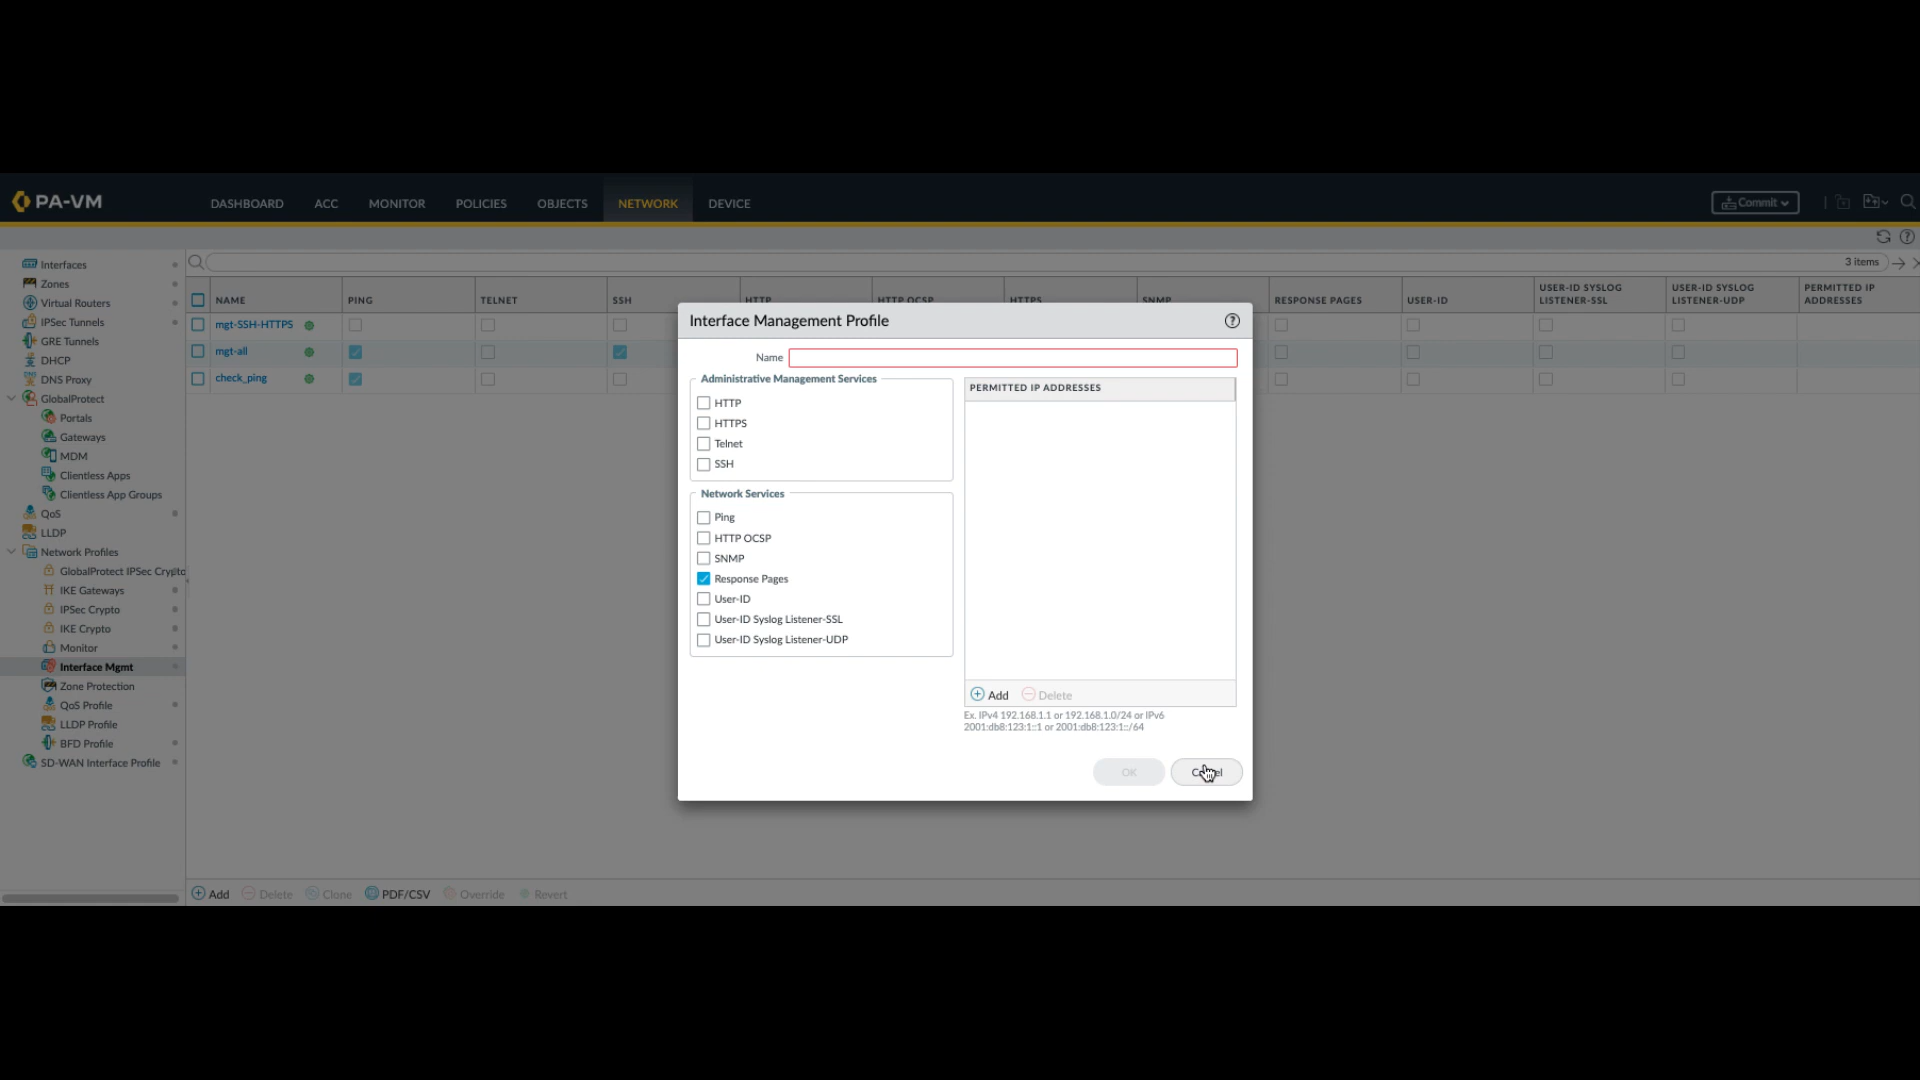 PA-VM
DASHBOARD
ACC
MONITOR
POLICIES
OBJECTS
NETWORK
DEVICE
Commit
3 items
Interfaces
Zones
Virtual Routers
IPSec Tunnels
GRE Tunnels
DHCP
DNS Proxy
GlobalProtect
Portals
Gateways
MDM
Clientless Apps
Clientless App Groups
QoS
LLDP
Network Profiles
GlobalProtect IPSec Crypto
IKE Gateways
IPSec Crypto
IKE Crypto
Monitor
Interface Mgmt
Zone Protection
QoS Profile
LLDP Profile
BFD Profile
SD-WAN Interface Profile
NAME
PING
TELNET
SSH
HTTP
HTTP OCSP
HTTPS
SNMP
RESPONSE PAGES
USER-ID
USER-ID SYSLOG
LISTENER-SSL
USER-ID SYSLOG
LISTENER-UDP
PERMITTED IP
ADDRESSES
mgt-SSH-HTTPS
mgt-all
check_ping
Interface Management Profile
Name
Administrative Management Services
HTTP
HTTPS
Telnet
SSH
Network Services
Ping
HTTP OCSP
SNMP
Response Pages
User-ID
User-ID Syslog Listener-SSL
User-ID Syslog Listener-UDP
PERMITTED IP ADDRESSES
Add
Delete
Ex. IPv4 192.168.1.1 or 192.168.1.0/24 or IPv6
2001:db8:123:1::1 or 2001:db8:123:1::/64
OK
Add
Delete
Clone
PDF/CSV
Override
Revert